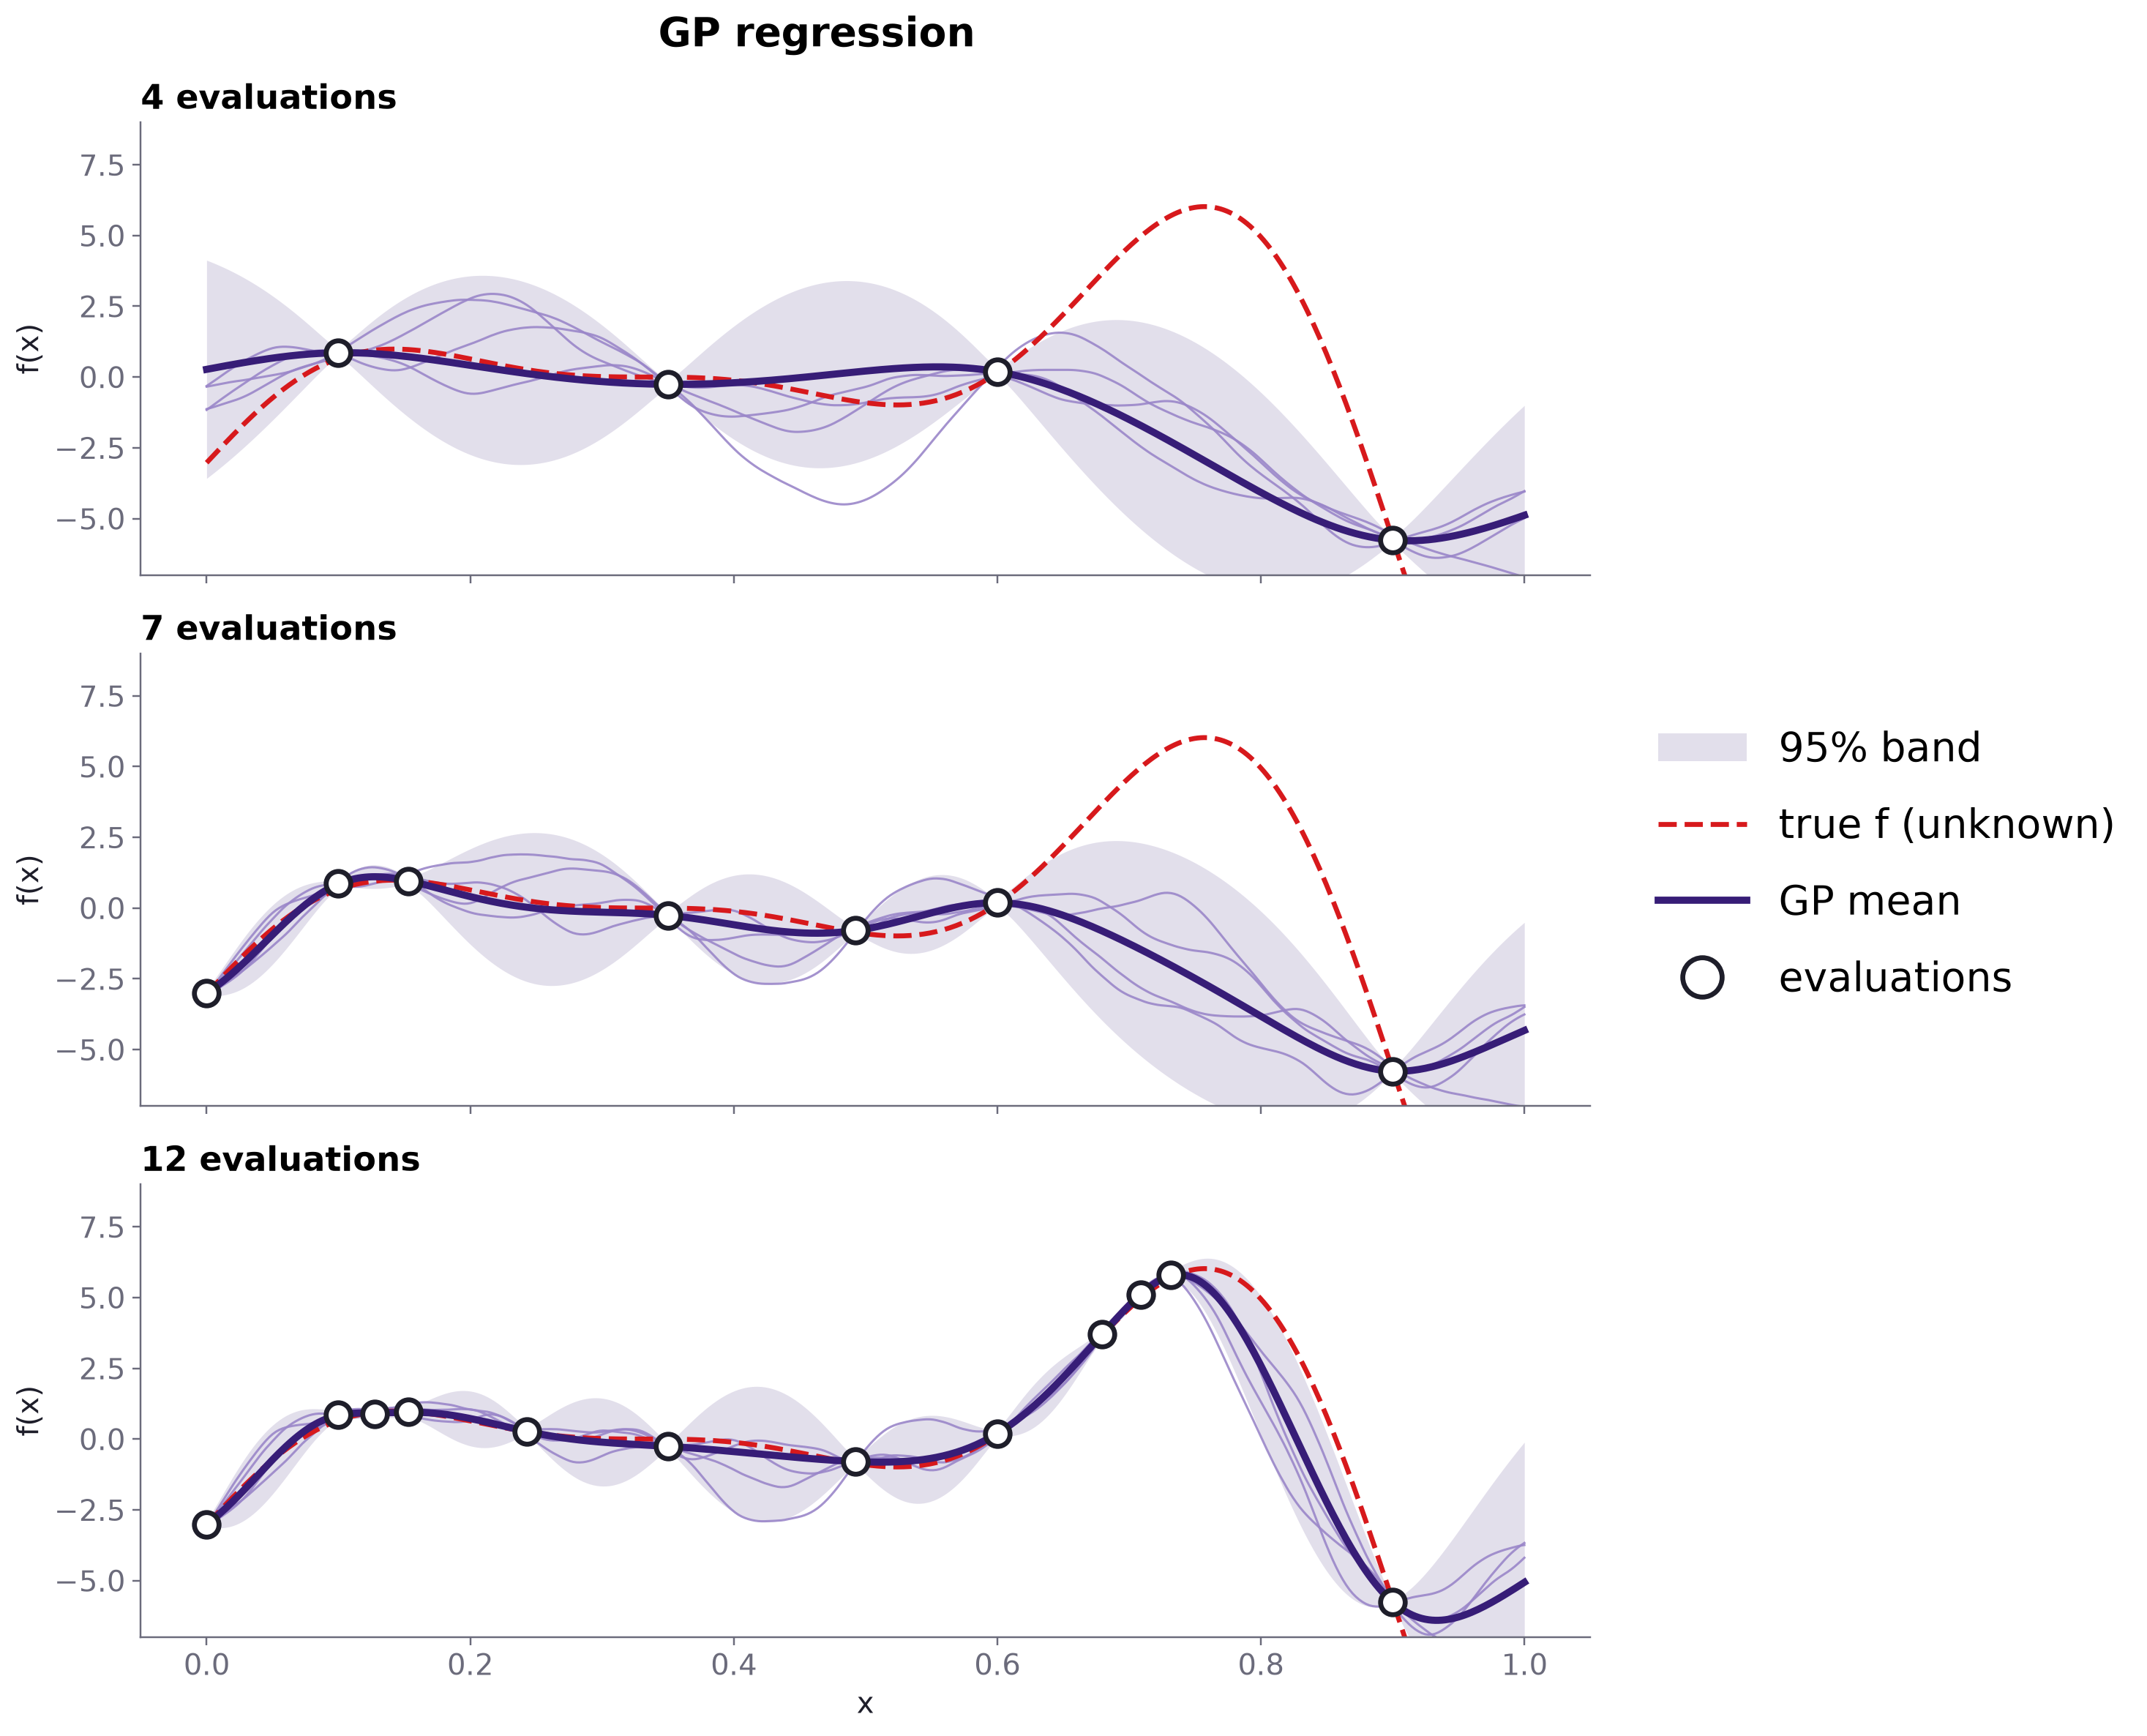 GP regression
4 evaluations
7.5
5.0
2.5
0.0
−2.5
−5.0
f(x)
7 evaluations
7.5
5.0
2.5
0.0
−2.5
−5.0
f(x)
95% band
true f (unknown)
GP mean
evaluations
12 evaluations
7.5
5.0
2.5
0.0
−2.5
−5.0
f(x)
0.0 0.2 0.4 0.6 0.8 1.0
x